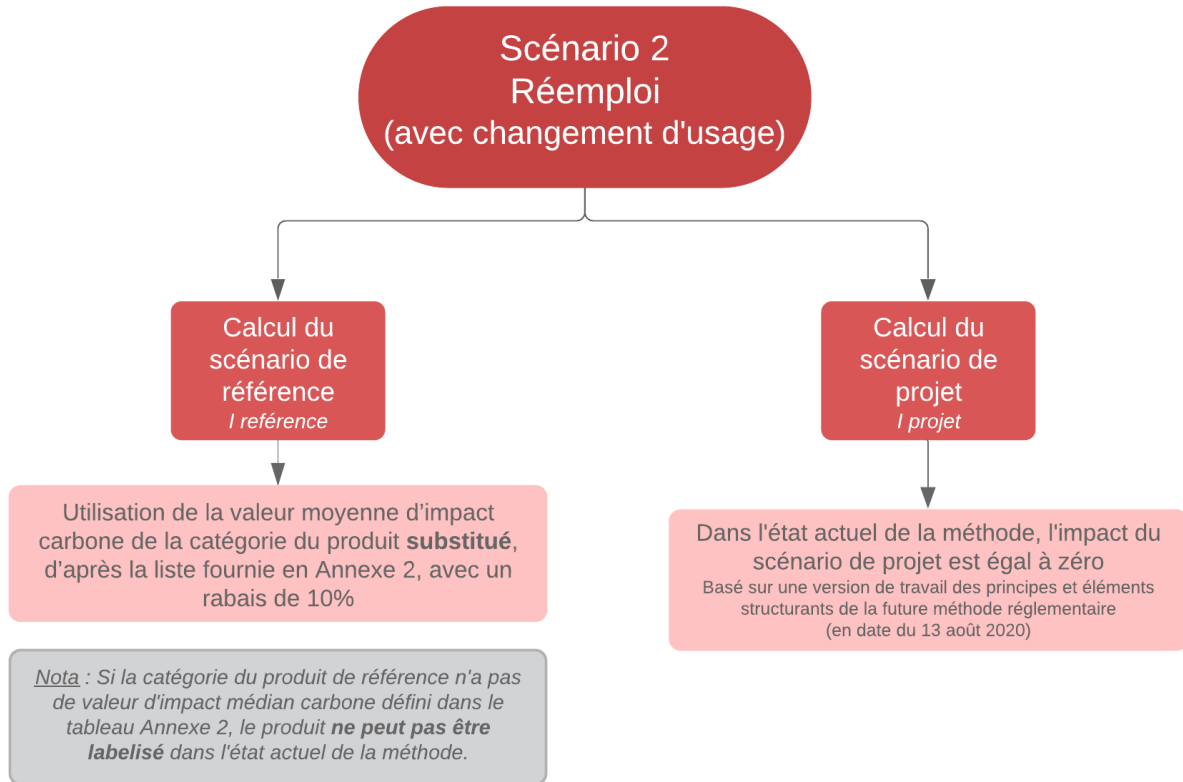 Scénario 2
Réemploi
(avec changement d'usage)
Calcul du
scénario de
référence
I reférence
Calcul du
scénario de
projet
I projet
Utilisation de la valeur moyenne d’impact
carbone de la catégorie du produit substitué,
d’après la liste fournie en Annexe 2, avec un
rabais de 10%
Dans l'état actuel de la méthode, l'impact du
scénario de projet est égal à zéro
Basé sur une version de travail des principes et éléments
structurants de la future méthode réglementaire
(en date du 13 août 2020)
Nota : Si la catégorie du produit de référence n'a pas
de valeur d'impact médian carbone défini dans le
tableau Annexe 2, le produit ne peut pas être
labelisé dans l'état actuel de la méthode.